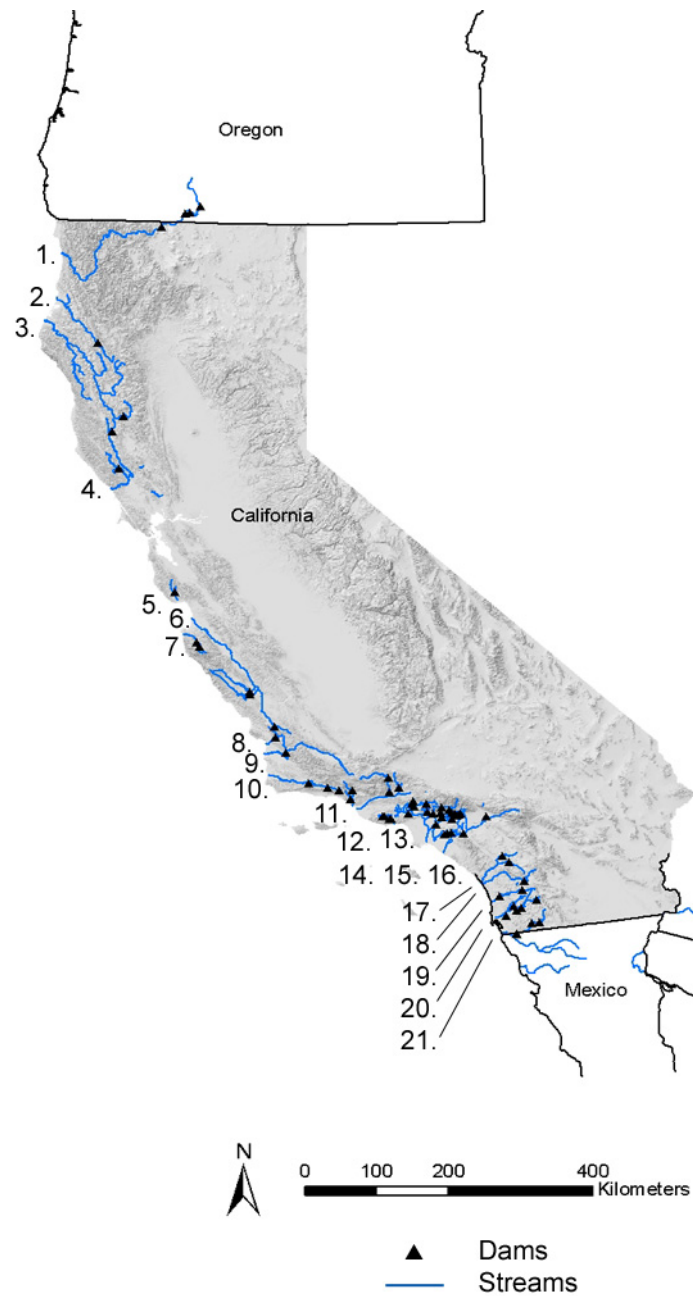 Oregon
1.
2.
3.
4.
California
5.
6.
7.
8.
9.
10.
11.
12. 13.
14. 15. 16.
17.
18.
19.
20.
21.
Mexico
N
0 100 200 400
Kilometers
Dams
Streams